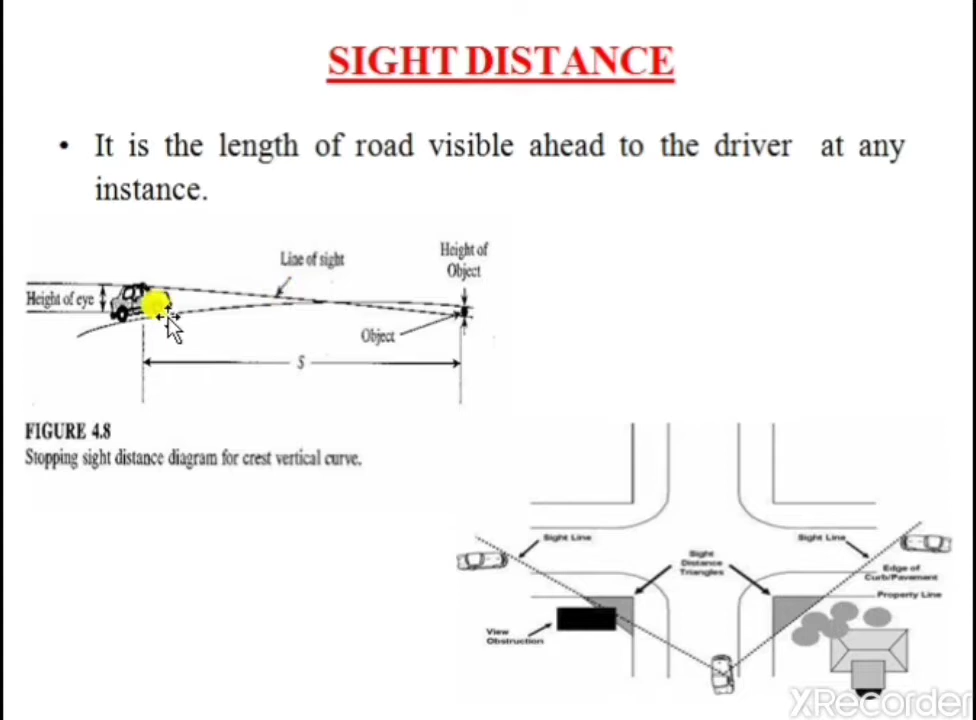 SIGHT DISTANCE
• It is the length of road visible ahead to the driver at any
instance.
Line of sight
Height of
Object
Height of eye
Object
S
FIGURE 4.8
Stopping sight distance diagram for crest vertical curve.
Sight Line
Sight Line
Sight
Distance
Triangles
Edge of
Curb/Pavement
Property Line
View
Obstruction
XRecorder